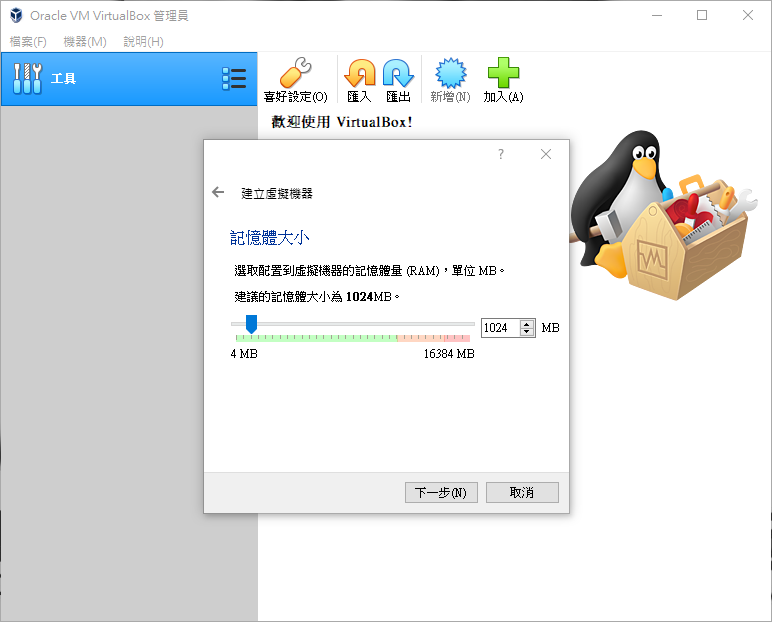 Oracle VM VirtualBox 管理員
檔案(F) 機器(M) 說明(H)
工具
喜好設定(O) 匯入 匯出 新增(N) 加入(A)
歡迎使用 VirtualBox!
?
建立虛擬機器
記憶體大小
選取配置到虛擬機器的記憶體量 (RAM)，單位 MB。
建議的記憶體大小為 1024MB。
1024 MB
4 MB 16384 MB
下一步(N) 取消